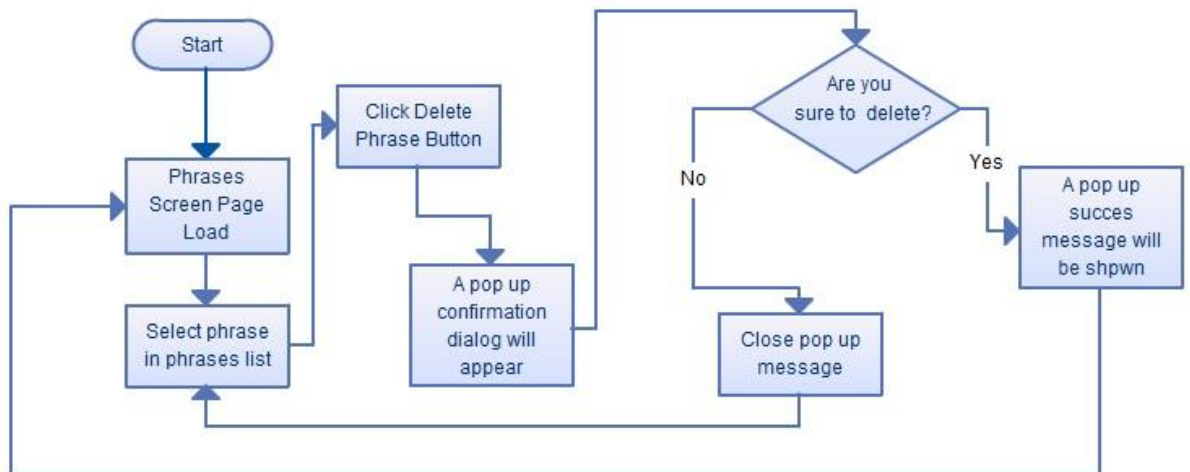 Start
Phrases
Screen Page
Load
Select phrase
in phrases list
Click Delete
Phrase Button
A pop up
confirmation
dialog will
appear
Are you
sure to delete?
No
Yes
Close pop up
message
A pop up
succes
message will
be shpwn